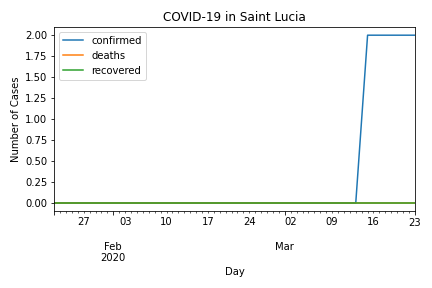 COVID-19 in Saint Lucia
confirmed
deaths
recovered
Number of Cases
2.00
1.75
1.50
1.25
1.00
0.75
0.50
0.25
0.00
27 03 10 17 24 02 09 16 23
Feb Mar
2020
Day